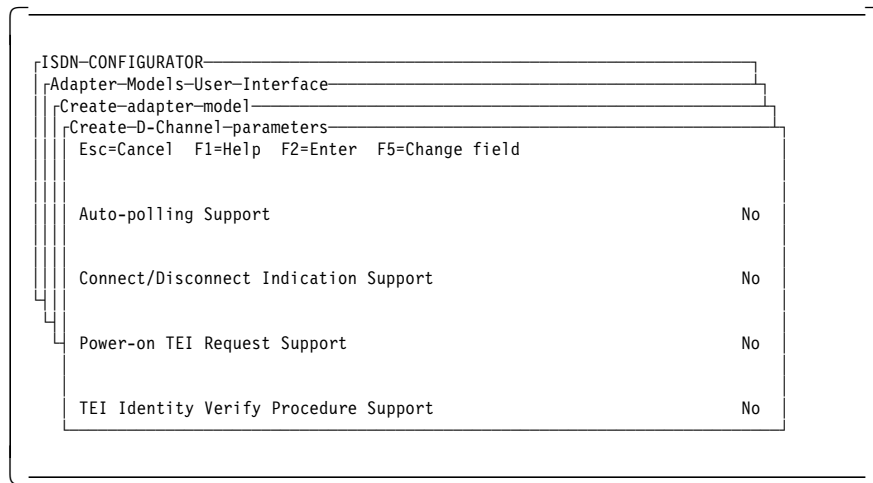 ISDN-CONFIGURATOR
Adapter-Models-User-Interface
Create-adapter-model
Create-D-Channel-parameters
Esc=Cancel F1=Help F2=Enter F5=Change field
Auto-polling Support No
Connect/Disconnect Indication Support No
Power-on TEI Request Support No
TEI Identity Verify Procedure Support No